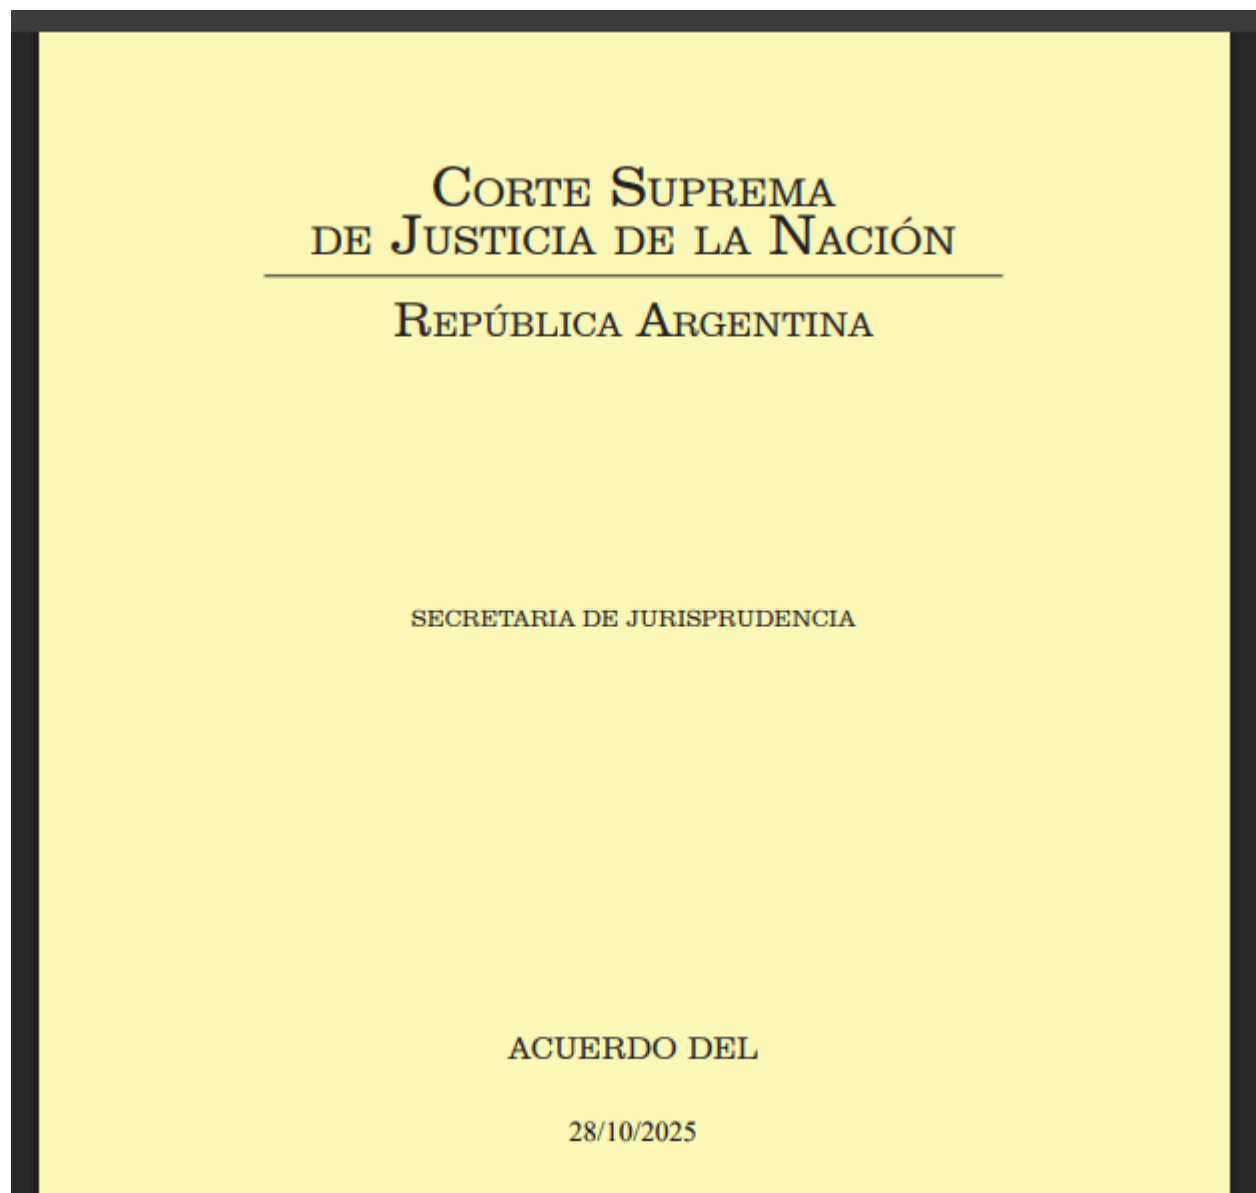 CORTE SUPREMA
DE JUSTICIA DE LA NACIÓN
REPÚBLICA ARGENTINA
SECRETARIA DE JURISPRUDENCIA
ACUERDO DEL
28/10/2025